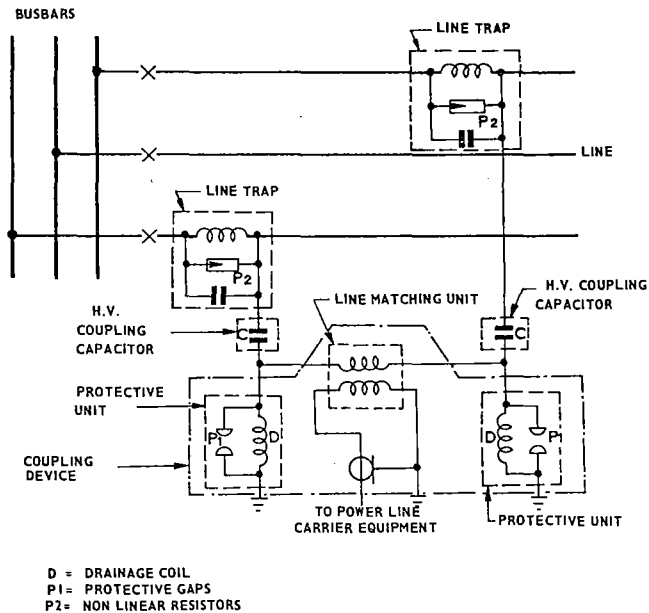 BUSBARS
LINE TRAP
P2
LINE
LINE TRAP
P2
H.V.
COUPLING
CAPACITOR
C
LINE MATCHING UNIT
H.V. COUPLING
CAPACITOR
C
PROTECTIVE
UNIT
P1
D
D
P
COUPLING
DEVICE
TO POWER LINE
CARRIER EQUIPMENT
PROTECTIVE UNIT
D = DRAINAGE COIL
P1= PROTECTIVE GAPS
P2= NON LINEAR RESISTORS